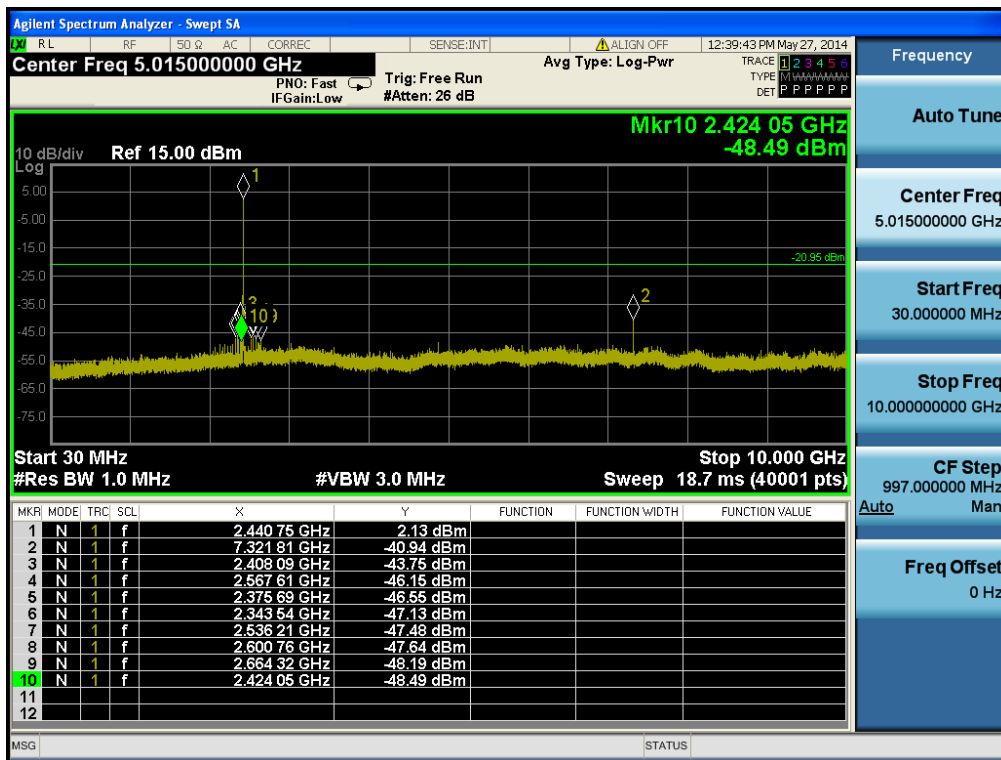 Agilent Spectrum Analyzer - Swept SA
LXI RL RF 50 Ω AC CORREC SENSE:INT ALIGN OFF 12:39:43 PM May 27, 2014
Center Freq 5.015000000 GHz
PNO: Fast
IFGain:Low
Trig: Free Run
#Atten: 26 dB
Avg Type: Log-Pwr
TRACE 1 2 3 4 5 6
TYPE M
DET P P P P P P
Mkr10 2.424 05 GHz
-48.49 dBm
10 dB/div Ref 15.00 dBm
Log
5.00
-5.00
-15.0
-25.0
-35.0
-45.0
-55.0
-65.0
-75.0
-20.95 dBm
1
2
10
Start 30 MHz Stop 10.000 GHz
#Res BW 1.0 MHz #VBW 3.0 MHz Sweep 18.7 ms (40001 pts)
MKR MODE TRC SCL X Y FUNCTION FUNCTION WIDTH FUNCTION VALUE
1 N 1 f 2.440 75 GHz 2.13 dBm
2 N 1 f 7.321 81 GHz -40.94 dBm
3 N 1 f 2.408 09 GHz -43.75 dBm
4 N 1 f 2.567 61 GHz -46.15 dBm
5 N 1 f 2.375 69 GHz -46.55 dBm
6 N 1 f 2.343 54 GHz -47.13 dBm
7 N 1 f 2.536 21 GHz -47.48 dBm
8 N 1 f 2.600 76 GHz -47.64 dBm
9 N 1 f 2.664 32 GHz -48.19 dBm
10 N 1 f 2.424 05 GHz -48.49 dBm
11
12
MSG STATUS
Frequency
Auto Tune
Center Freq
5.015000000 GHz
Start Freq
30.000000 MHz
Stop Freq
10.000000000 GHz
CF Step
997.000000 MHz
Auto Man
Freq Offset
0 Hz